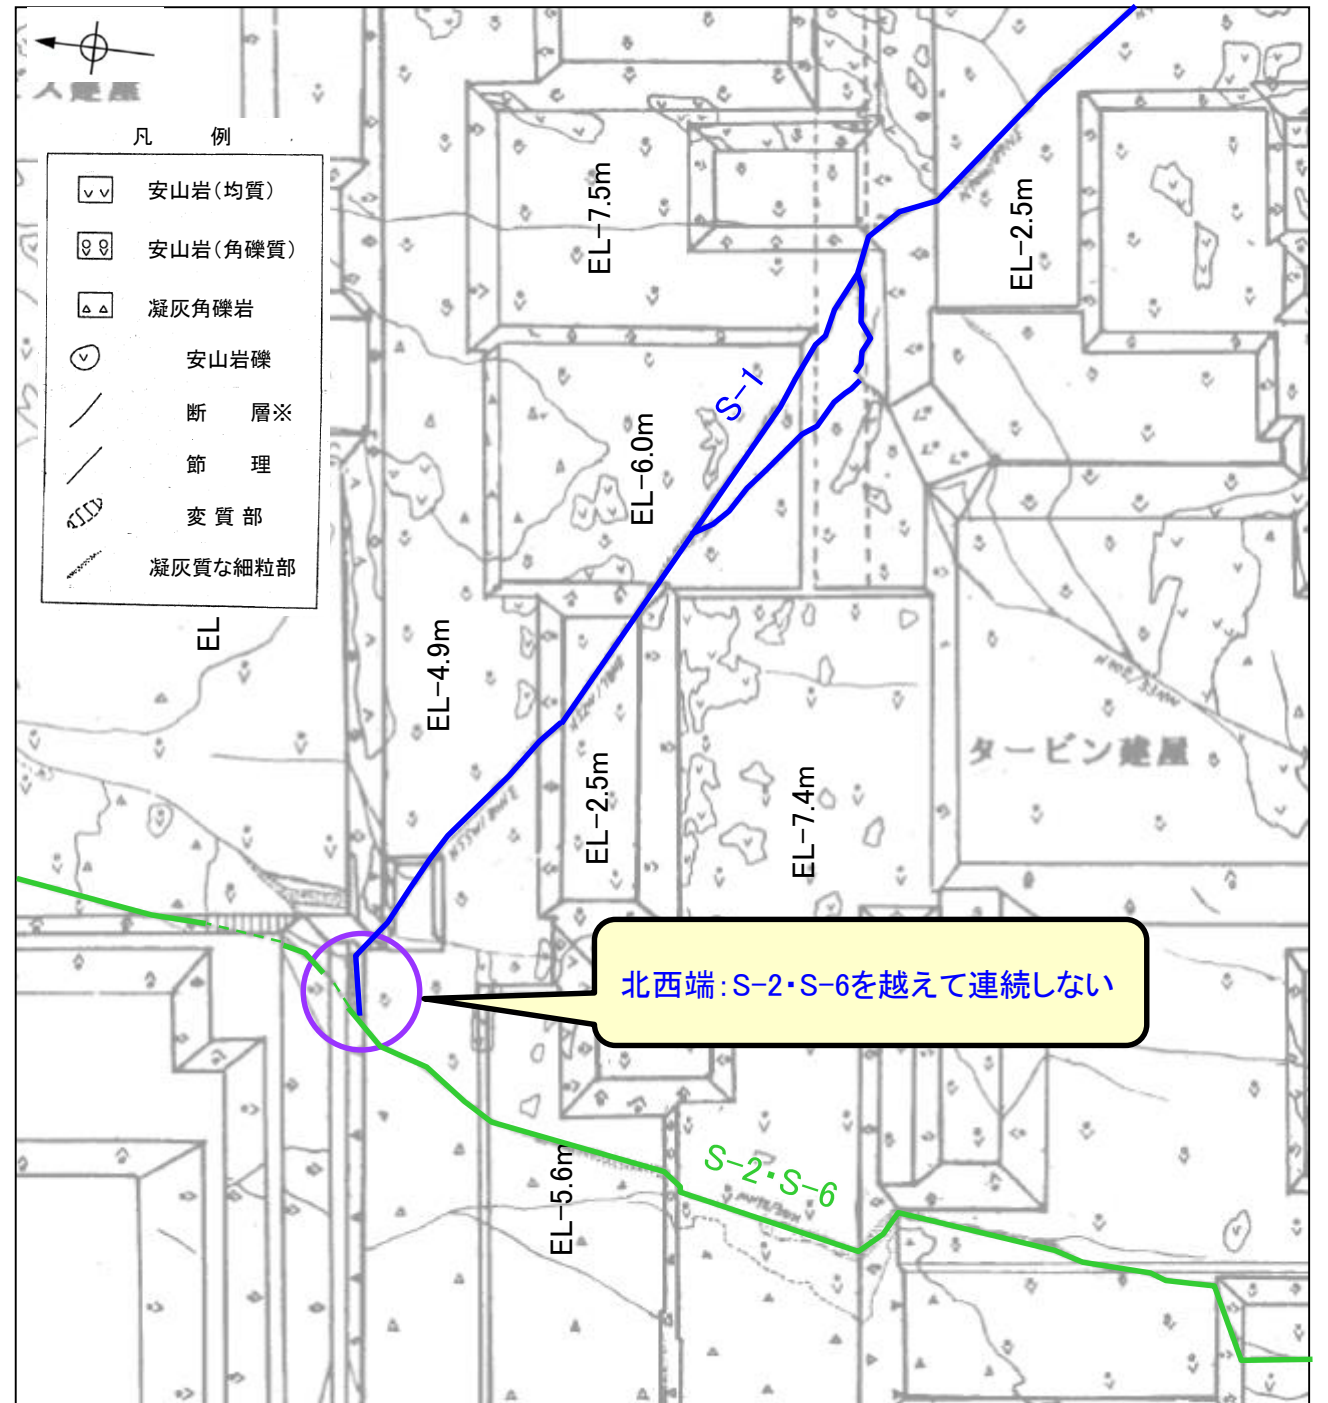 凡 例
安山岩(均質)
安山岩(角礫質)
凝灰角礫岩
安山岩礫
断 層※
節 理
変 質 部
凝灰質な細粒部
EL-7.5m
EL-2.5m
S-1
EL-6.0m
EL
EL-4.9m
EL-2.5m
EL-7.4m
タービン建屋
北西端:S-2・S-6を越えて連続しない
S-2・S-6
EL-5.6m